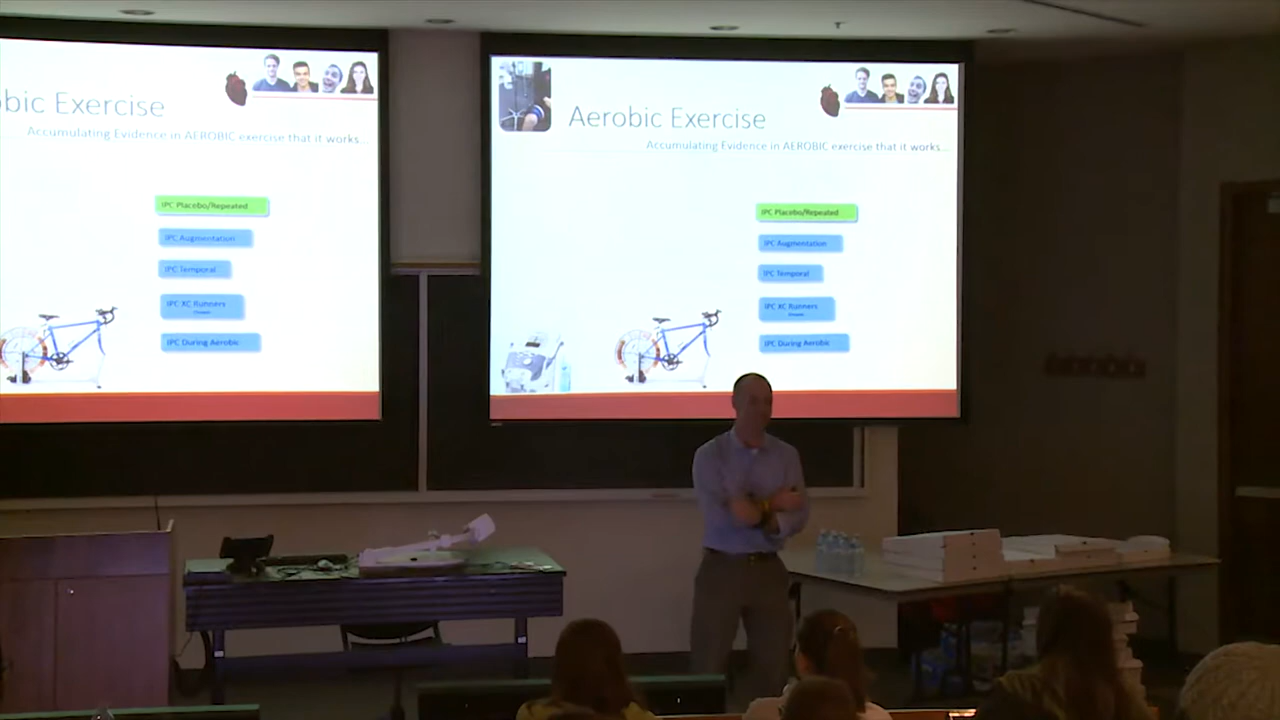 obic Exercise
Accumulating Evidence in AEROBIC exercise that it works...
IPC Placebo/Repeated
IPC Augmentation
IPC Temporal
IPC XC Runners
IPC During Aerobic
Aerobic Exercise
Accumulating Evidence in AEROBIC exercise that it works...
IPC Placebo/Repeated
IPC Augmentation
IPC Temporal
IPC XC Runners
IPC During Aerobic